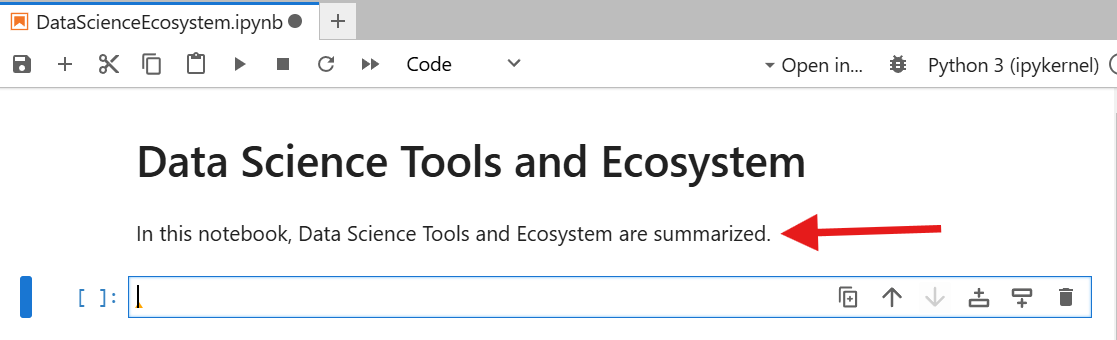 DataScienceEcosystem.ipynb
Code
Open in...
Python 3 (ipykernel)
Data Science Tools and Ecosystem
In this notebook, Data Science Tools and Ecosystem are summarized.
[ ]: